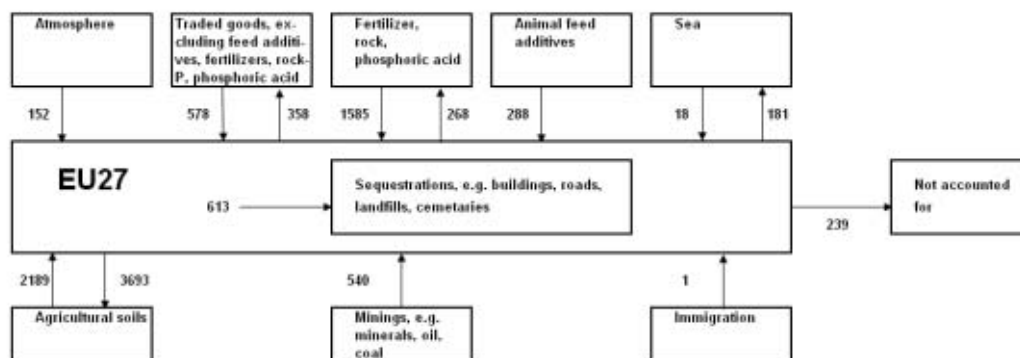 Atmosphere
Traded goods, ex-
cluding feed additi-
ves, fertilizers, rock-
P, phosphoric acid
Fertilizer,
rock,
phosphoric acid
Animal feed
additives
Sea
152
578
358
1585
268
288
18
181
EU27
613
Sequestrations, e.g. buildings, roads,
landfills, cemetaries
239
Not accounted
for
2189
3693
540
1
Agricultural soils
Minings, e.g.
minerals, oil,
coal
Immigration